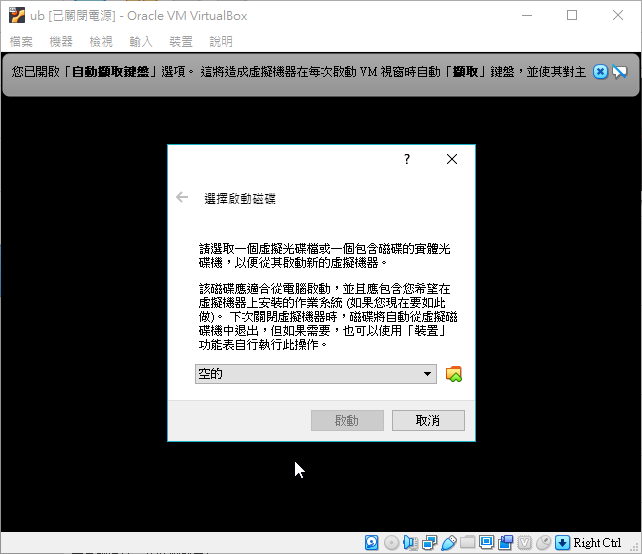 ub [已關閉電源] - Oracle VM VirtualBox
檔案 機器 檢視 輸入 裝置 說明
您已開啟「自動擷取鍵盤」選項。 這將造成虛擬機器在每次啟動 VM 視窗時自動「擷取」鍵盤，並使其對主
?
選擇啟動磁碟
請選取一個虛擬光碟檔或一個包含磁碟的實體光
碟機，以便從其啟動新的虛擬機器。
該磁碟應適合從電腦啟動，並且應包含您希望在
虛擬機器上安裝的作業系統 (如果您現在要如此
做)。 下次關閉虛擬機器時，磁碟將自動從虛擬磁
碟機中退出，但如果需要，也可以使用「裝置」
功能表自行執行此操作。
空的
啟動 取消
Right Ctrl